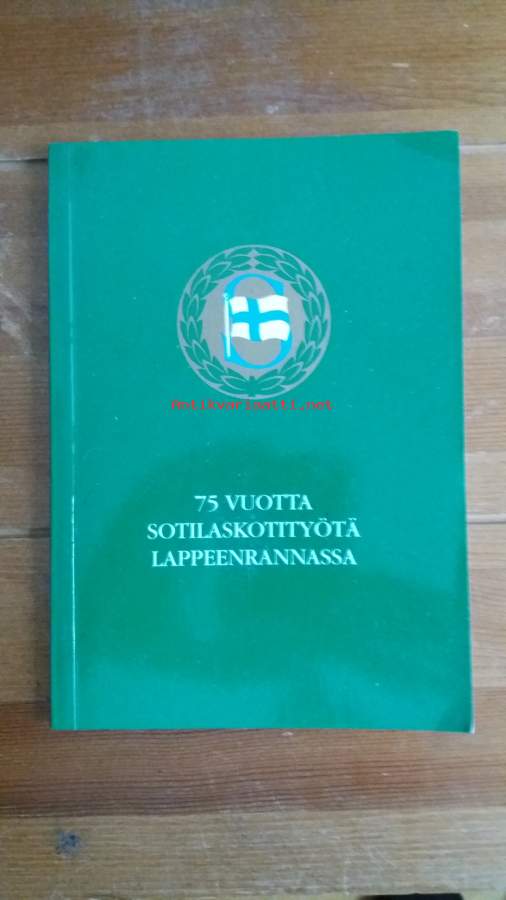 S
Antikvariaatti.net
75 VUOTTA
SOTILASKOTITYÖTÄ
LAPPEENRANNASSA